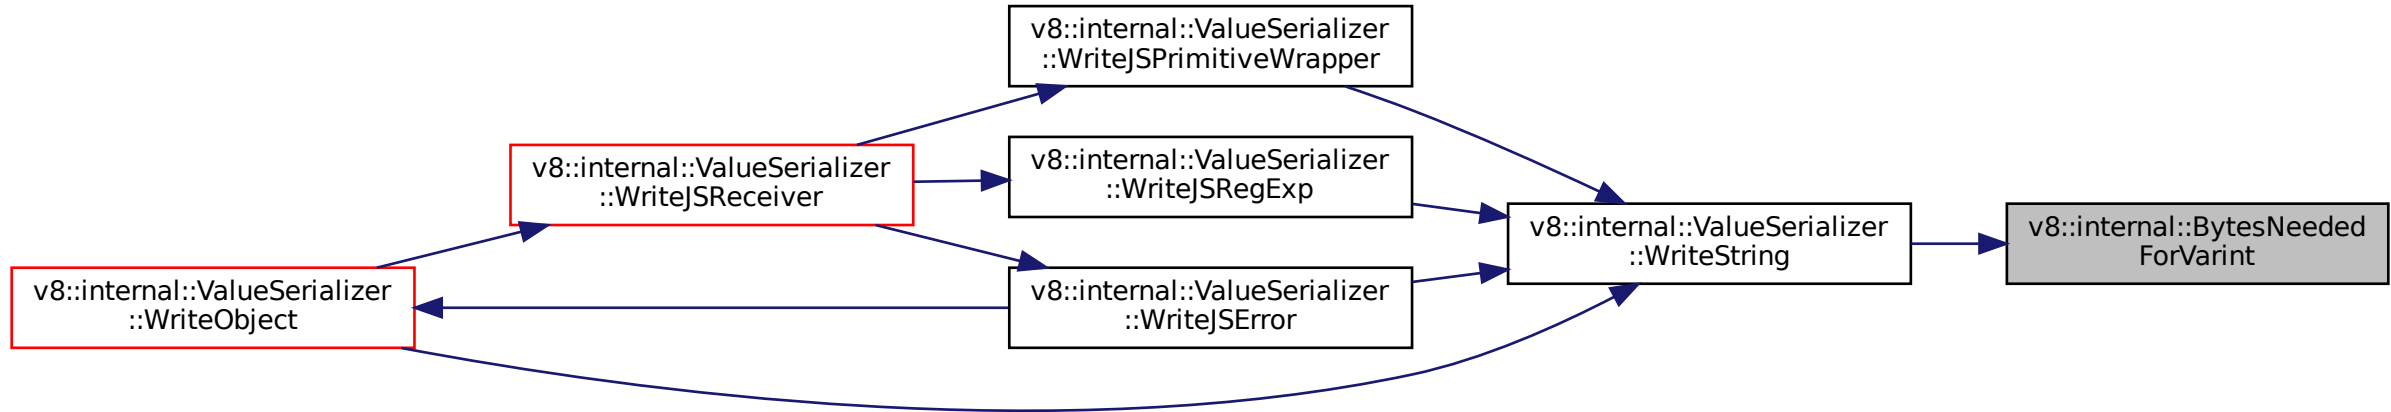 v8::internal::ValueSerializer
::WriteJSPrimitiveWrapper
v8::internal::ValueSerializer
::WriteJSReceiver
v8::internal::ValueSerializer
::WriteJSRegExp
v8::internal::ValueSerializer
::WriteString
v8::internal::BytesNeeded
ForVarint
v8::internal::ValueSerializer
::WriteObject
v8::internal::ValueSerializer
::WriteJSError